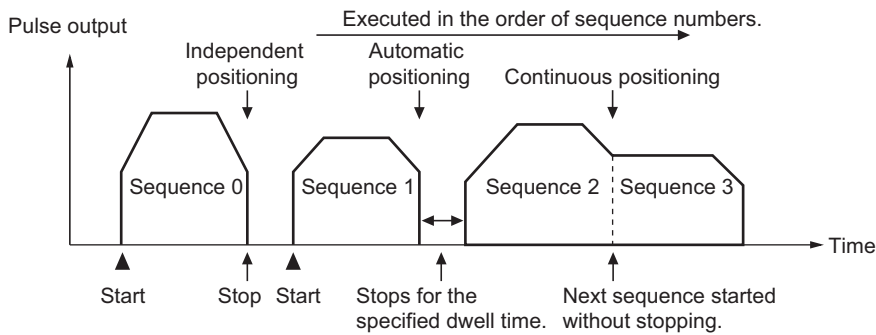 Executed in the order of sequence numbers.
Pulse output
Independent
positioning
Automatic
positioning
Continuous positioning
Sequence 0
Sequence 1
Sequence 2
Sequence 3
Time
Start
Stop
Start
Stops for the
specified dwell time.
Next sequence started
without stopping.